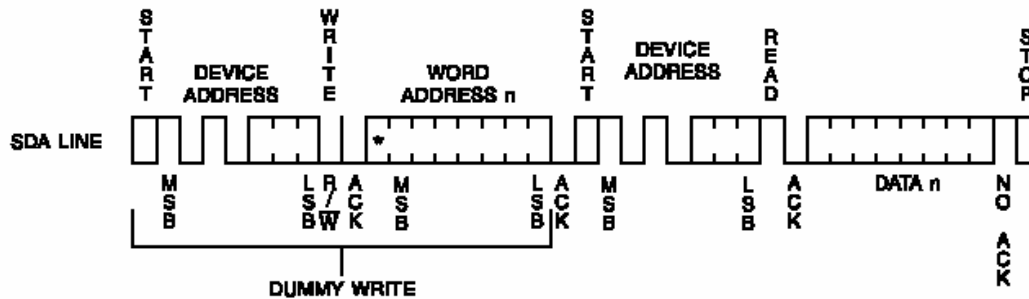 START
WRITE
START
READ
STOP
DEVICE
ADDRESS
WORD
ADDRESS n
DEVICE
ADDRESS
SDA LINE
*
MSB
LSB
R/W
ACK
MSB
LSB
ACK
MSB
LSB
ACK
DATA n
NO ACK
DUMMY WRITE